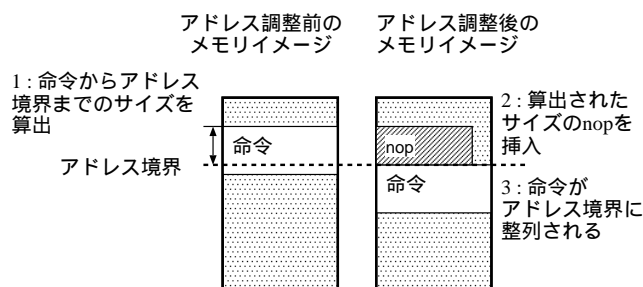 アドレス調整前の
メモリイメージ
アドレス調整後の
メモリイメージ
1 : 命令からアドレス
境界までのサイズを
算出
命令
アドレス境界
nop
命令
2 : 算出された
サイズのnopを
挿入
3 : 命令が
アドレス境界に
整列される